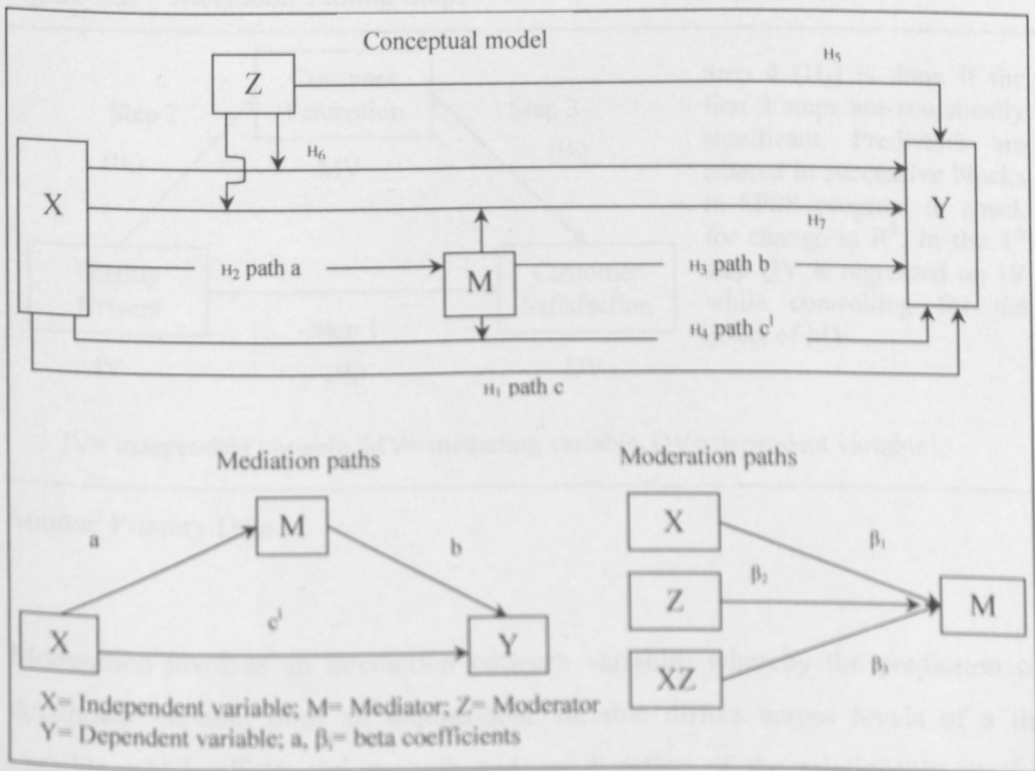 Conceptual model
H5
Z
H6
X
Y
H7
H2 path a
M
H3 path b
H4 path c¹
H1 path c
Mediation paths
Moderation paths
M
X
a
b
β1
β2
Z
M
c¹
X
Y
XZ
β3
X= Independent variable; M= Mediator; Z= Moderator
Y= Dependent variable; a, βi= beta coefficients